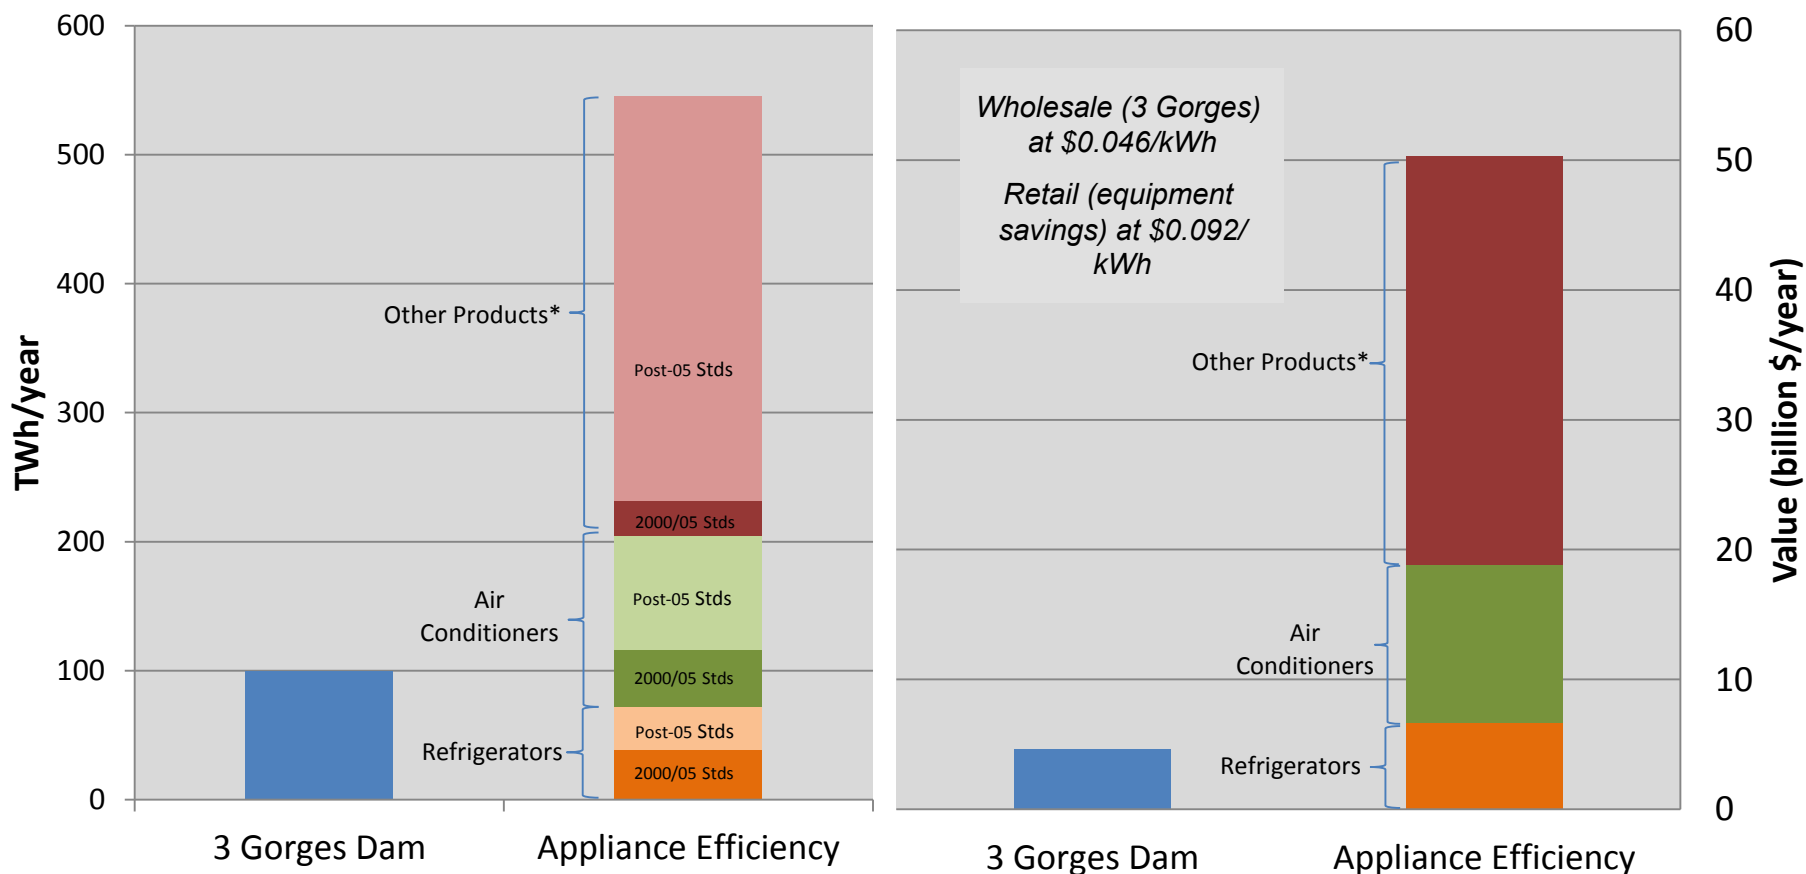 600
500
400
300
200
100
0
TWh/year
Other Products*
Air
Conditioners
Refrigerators
Post-05 Stds
2000/05 Stds
Post-05 Stds
2000/05 Stds
Post-05 Stds
2000/05 Stds
3 Gorges Dam
Appliance Efficiency
Wholesale (3 Gorges)
at $0.046/kWh
Retail (equipment
savings) at $0.092/
kWh
Other Products*
Air
Conditioners
Refrigerators
3 Gorges Dam
Appliance Efficiency
60
50
40
30
20
10
0
Value (billion $/year)